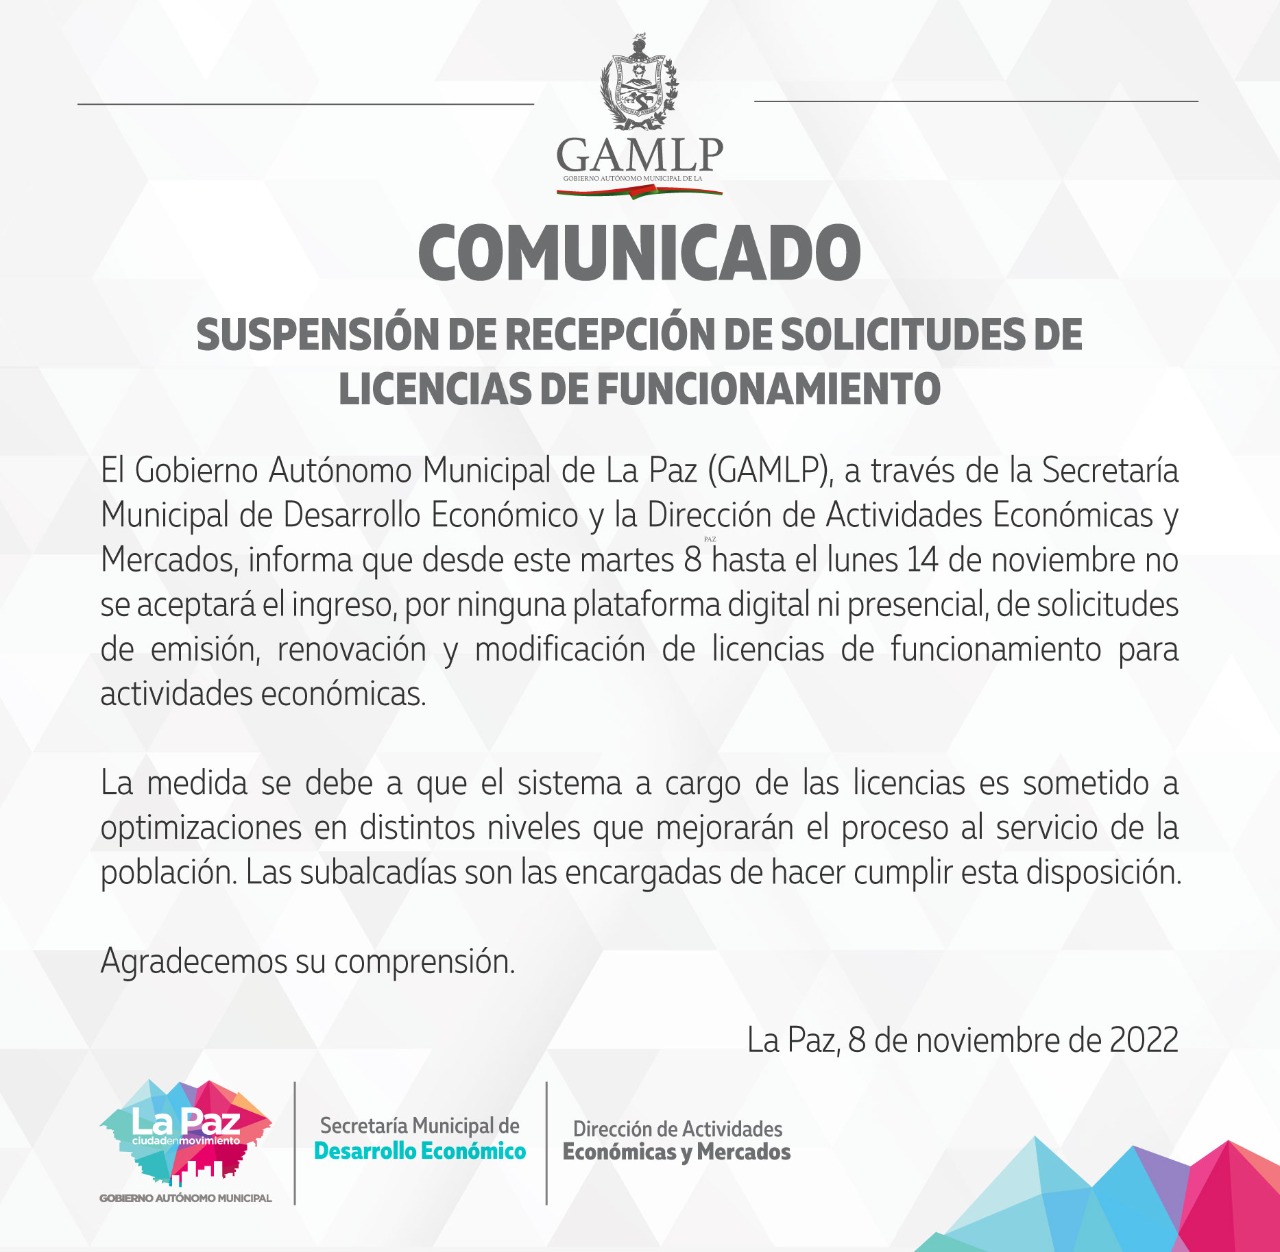 GAMLP
GOBIERNO AUTÓNOMO MUNICIPAL DE LA
COMUNICADO
SUSPENSIÓN DE RECEPCIÓN DE SOLICITUDES DE
LICENCIAS DE FUNCIONAMIENTO
El Gobierno Autónomo Municipal de La Paz (GAMLP), a través de la Secretaría
Municipal de Desarrollo Económico y la Dirección de Actividades Económicas y
PAZ
Mercados, informa que desde este martes 8 hasta el lunes 14 de noviembre no
se aceptará el ingreso, por ninguna plataforma digital ni presencial, de solicitudes
de emisión, renovación y modificación de licencias de funcionamiento para
actividades económicas.
La medida se debe a que el sistema a cargo de las licencias es sometido a
optimizaciones en distintos niveles que mejorarán el proceso al servicio de la
población. Las subalcadías son las encargadas de hacer cumplir esta disposición.
Agradecemos su comprensión.
La Paz, 8 de noviembre de 2022
La Paz
ciudadenmovimiento
GOBIERNO AUTÓNOMO MUNICIPAL
Secretaría Municipal de
Desarrollo Económico
Dirección de Actividades
Económicas y Mercados